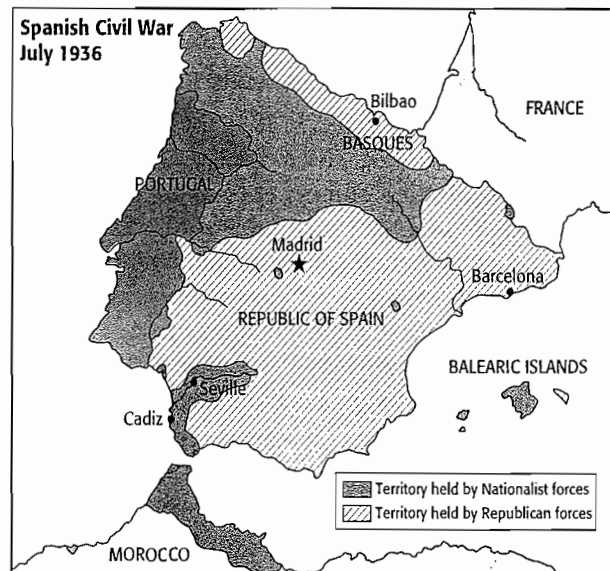 Spanish Civil War
July 1936
Bilbao
BASQUES
FRANCE
PORTUGAL
Madrid
Barcelona
REPUBLIC OF SPAIN
BALEARIC ISLANDS
Seville
Cadiz
Territory held by Nationalist forces
Territory held by Republican forces
MOROCCO